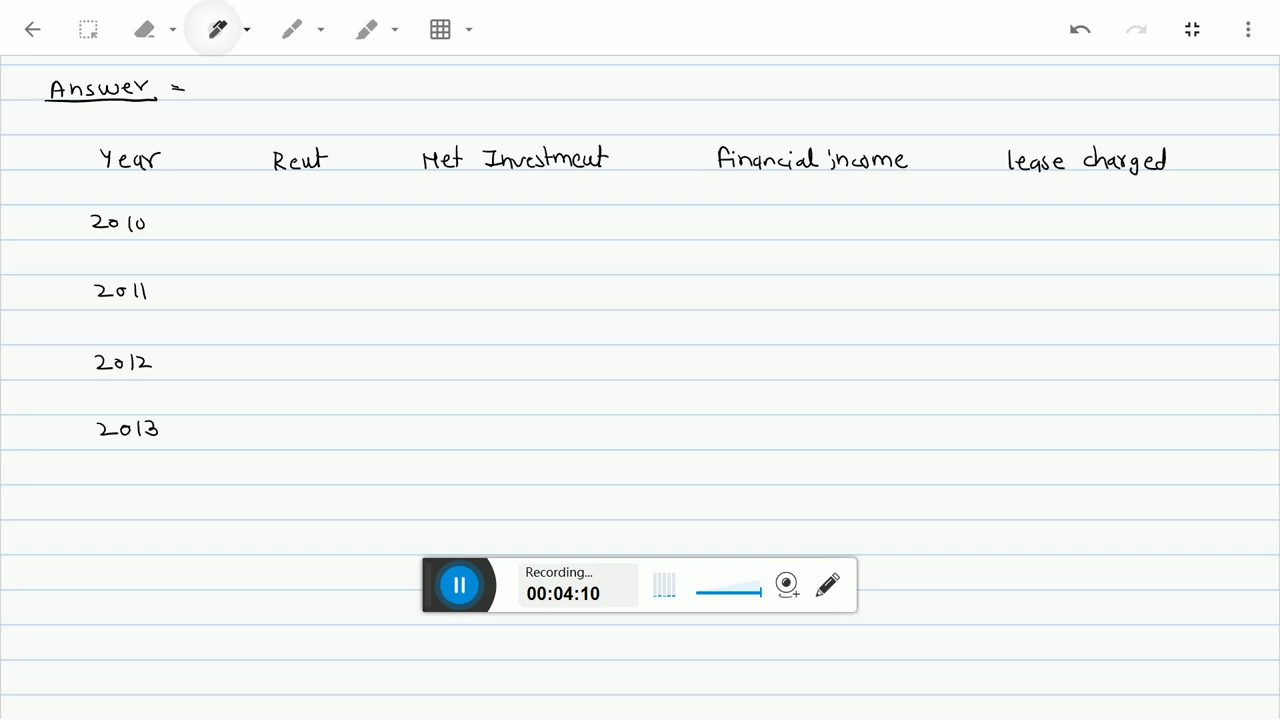 Answer =
Year Rent Net Investment financial income lease charged
2010
2011
2012
2013
Recording...
00:04:10